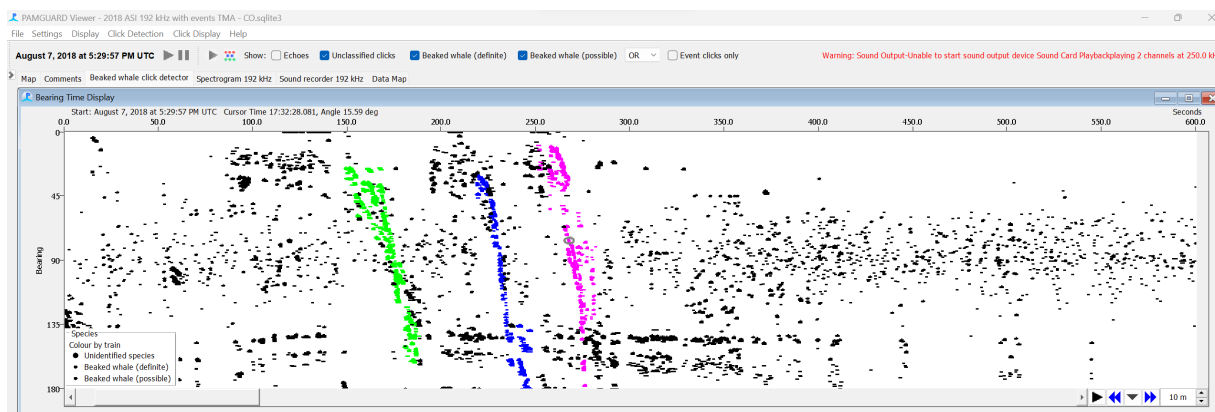 PAMGUARD Viewer - 2018 ASI 192 kHz with events TMA - CO.sqlite3
File Settings Display Click Detection Click Display Help
August 7, 2018 at 5:29:57 PM UTC Show: Echoes Unclassified clicks Beaked whale (definite) Beaked whale (possible) OR Event clicks only Warning: Sound Output-Unable to start sound output device Sound Card Playbackplaying 2 channels at 250.0 kH
Map Comments Beaked whale click detector Spectrogram 192 kHz Sound recorder 192 kHz Data Map
Bearing Time Display
Start: August 7, 2018 at 5:29:57 PM UTC Cursor Time 17:32:28.081, Angle 15.59 deg Seconds
0.0 50.0 100.0 150.0 200.0 250.0 300.0 350.0 400.0 450.0 500.0 550.0 600.0
0
45
Bearing
90
135
180
Species
Colour by train
Unidentified species
Beaked whale (definite)
Beaked whale (possible)
10 m